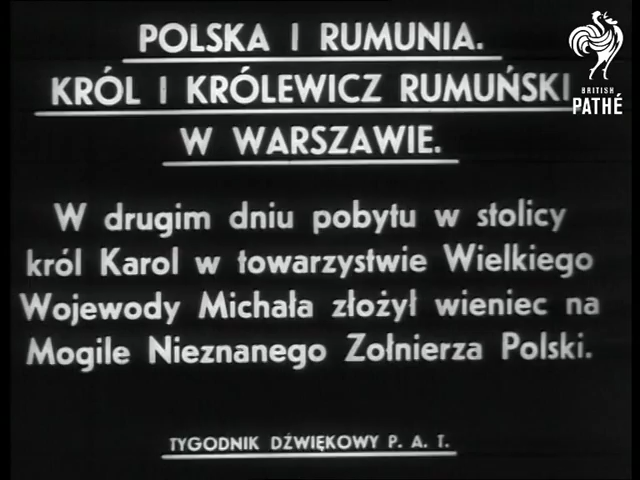 POLSKA I RUMUNIA.
KRÓL I KRÓLEWICZ RUMUŃSKI
W WARSZAWIE.
W drugim dniu pobytu w stolicy
król Karol w towarzystwie Wielkiego
Wojewody Michała złożył wieniec na
Mogile Nieznanego Zołnierza Polski.
TYGODNIK DŹWIĘKOWY P. A. T.
BRITISH
PATHÉ